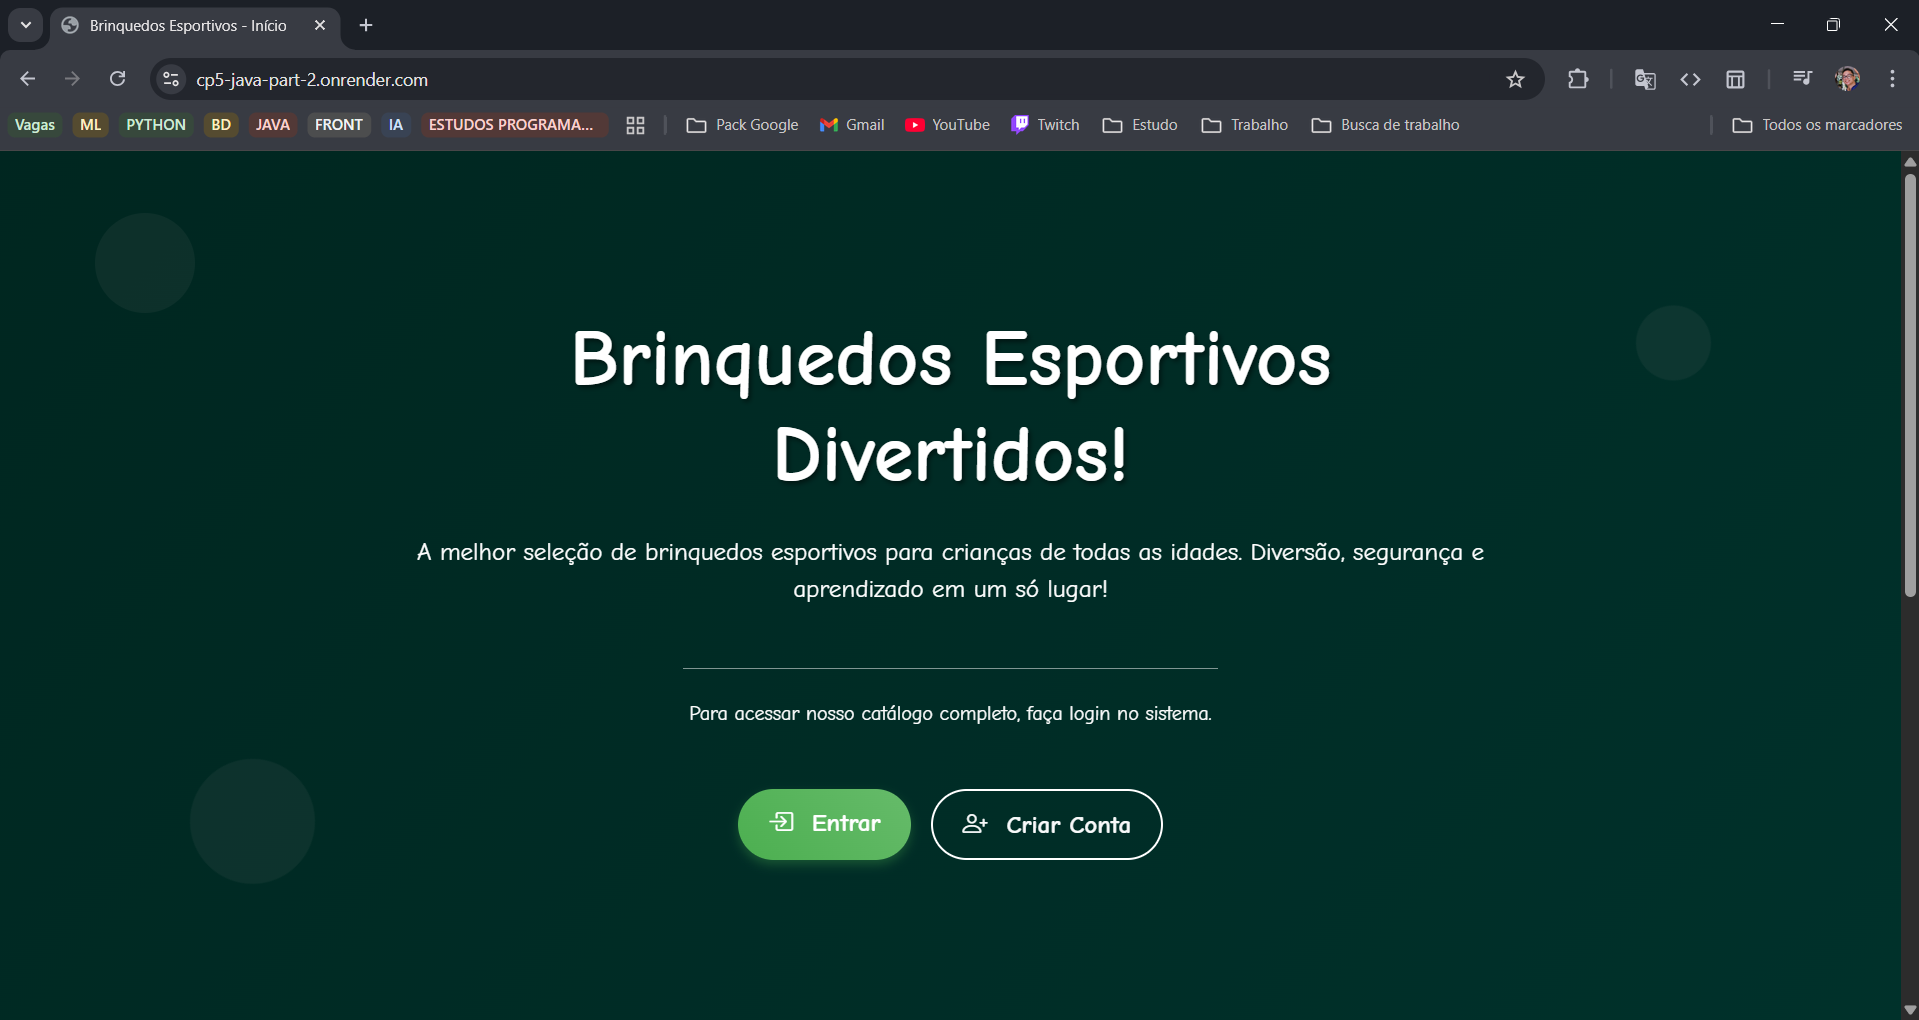 Brinquedos Esportivos - Início
cp5-java-part-2.onrender.com
Vagas ML PYTHON BD JAVA FRONT IA ESTUDOS PROGRAMA... Pack Google Gmail YouTube Twitch Estudo Trabalho Busca de trabalho Todos os marcadores
Brinquedos Esportivos
Divertidos!
A melhor seleção de brinquedos esportivos para crianças de todas as idades. Diversão, segurança e
aprendizado em um só lugar!
Para acessar nosso catálogo completo, faça login no sistema.
Entrar Criar Conta